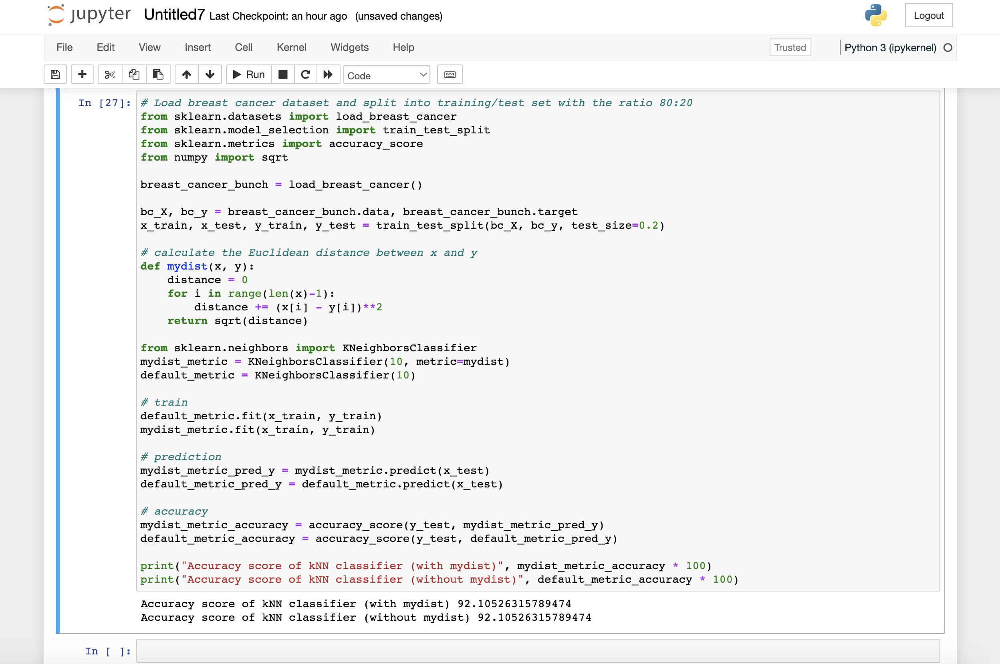 jupyter Untitled7 Last Checkpoint: an hour ago (unsaved changes)
Logout
File Edit View Insert Cell Kernel Widgets Help
Trusted
Python 3 (ipykernel)
Run
Code
In [27]:
# Load breast cancer dataset and split into training/test set with the ratio 80:20
from sklearn.datasets import load_breast_cancer
from sklearn.model_selection import train_test_split
from sklearn.metrics import accuracy_score
from numpy import sqrt
breast_cancer_bunch = load_breast_cancer()
bc_X, bc_y = breast_cancer_bunch.data, breast_cancer_bunch.target
x_train, x_test, y_train, y_test = train_test_split(bc_X, bc_y, test_size=0.2)
# calculate the Euclidean distance between x and y
def mydist(x, y):
    distance = 0
    for i in range(len(x)-1):
        distance += (x[i] - y[i])**2
    return sqrt(distance)
from sklearn.neighbors import KNeighborsClassifier
mydist_metric = KNeighborsClassifier(10, metric=mydist)
default_metric = KNeighborsClassifier(10)
# train
default_metric.fit(x_train, y_train)
mydist_metric.fit(x_train, y_train)
# prediction
mydist_metric_pred_y = mydist_metric.predict(x_test)
default_metric_pred_y = default_metric.predict(x_test)
# accuracy
mydist_metric_accuracy = accuracy_score(y_test, mydist_metric_pred_y)
default_metric_accuracy = accuracy_score(y_test, default_metric_pred_y)
print("Accuracy score of kNN classifier (with mydist)", mydist_metric_accuracy * 100)
print("Accuracy score of kNN classifier (without mydist)", default_metric_accuracy * 100)
Accuracy score of kNN classifier (with mydist) 92.10526315789474
Accuracy score of kNN classifier (without mydist) 92.10526315789474
In [ ]: